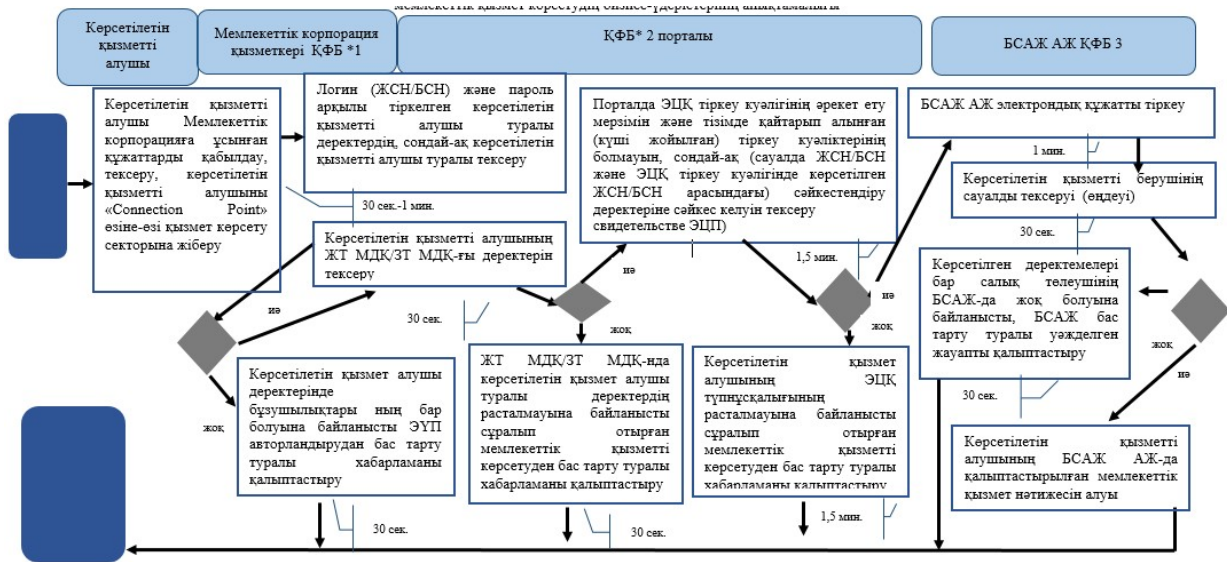 мемлекеттік қызмет көрсетудің бизнес-үдерістерінің анықтамалығы
Көрсетілетін
қызметті
алушы
Мемлекеттік корпорация
қызметкері ҚФБ *1
ҚФБ* 2 порталы
БСАЖ АЖ ҚФБ 3
Көрсетілетін қызметті
алушы Мемлекеттік
корпорацияға ұсынған
құжаттарды қабылдау,
тексеру, көрсетілетін
қызметті алушыны
«Connection Point»
өзіне-өзі қызмет көрсету
секторына жіберу
Логин (ЖСН/БСН) және пароль
арқылы тіркелген көрсетілетін
қызметті алушы туралы
деректердің, сондай-ақ көрсетілетін
қызметті алушы туралы тексеру
30 сек.-1 мин.
Көрсетілетін қызметті алушының
ЖТ МДҚ/ЗТ МДҚ-ғы деректерін
тексеру
Порталда ЭЦҚ тіркеу куәлігінің әрекет ету
мерзімін және тізімде қайтарып алынған
(күші жойылған) тіркеу куәліктерінің
болмауын, сондай-ақ (сауалда ЖСН/БСН
және ЭЦҚ тіркеу куәлігінде көрсетілген
ЖСН/БСН арасындағы) сәйкестендіру
деректеріне сәйкес келуін тексеру
свидетельстве ЭЦП)
БСАЖ АЖ электрондық құжатты тіркеу
1 мин.
Көрсетілетін қызметті берушінің
сауалды тексеруі (өңдеуі)
30 сек.
Көрсетілген деректемелері
бар салық төлеушінің
БСАЖ-да жоқ болуына
байланысты, БСАЖ бас
тарту туралы уәжделген
жауапты қалыптастыру
30 сек.
иә
жоқ
30 сек.
иә
жоқ
1,5 мин.
иә
жоқ
жоқ
иә
Көрсетілетін қызмет алушы
деректерінде
бұзушылықтары ның бар
болуына байланысты ЭҮП
авторландырудан бас тарту
туралы хабарламаны
қалыптастыру
30 сек.
ЖТ МДҚ/ЗТ МДҚ-нда
көрсетілетін қызмет алушы
туралы деректердің
расталмауына байланысты
сұралып отырған
мемлекеттік қызметті
көрсетуден бас тарту туралы
хабарламаны қалыптастыру
30 сек.
Көрсетілетін қызмет
алушының ЭЦҚ
түпнұсқалығының
расталмауына байланысты
сұралып отырған
мемлекеттік қызметті
көрсетуден бас тарту туралы
хабарламаны қалыптастыру
1,5 мин.
Көрсетілетін қызметті
алушының БСАЖ АЖ-да
қалыптастырылған мемлекеттік
қызмет нәтижесін алуы